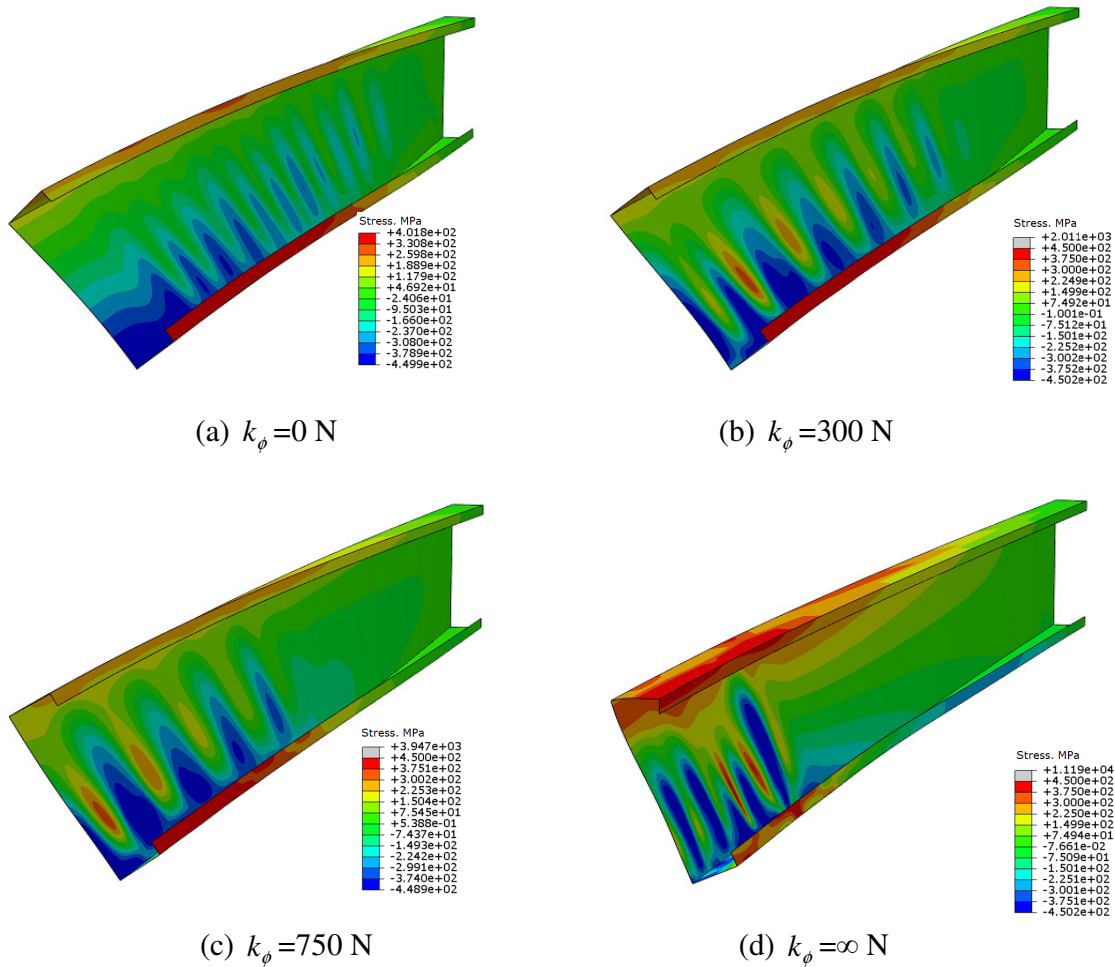 Stress. MPa
+4.018e+02
+3.308e+02
+2.598e+02
+1.889e+02
+1.179e+02
+4.692e+01
-2.406e+01
-9.503e+01
-1.660e+02
-2.370e+02
-3.080e+02
-3.789e+02
-4.499e+02
(a) kϕ =0 N
Stress. MPa
+2.011e+03
+4.500e+02
+3.750e+02
+3.000e+02
+2.249e+02
+1.499e+02
+7.492e+01
-1.001e-01
-7.512e+01
-1.501e+02
-2.252e+02
-3.002e+02
-3.752e+02
-4.502e+02
(b) kϕ =300 N
Stress. MPa
+3.947e+03
+4.500e+02
+3.751e+02
+3.002e+02
+2.253e+02
+1.504e+02
+7.545e+01
+5.388e-01
-7.437e+01
-1.493e+02
-2.242e+02
-2.991e+02
-3.740e+02
-4.489e+02
(c) kϕ =750 N
Stress. MPa
+1.119e+04
+4.500e+02
+3.750e+02
+3.000e+02
+2.250e+02
+1.499e+02
+7.494e+01
-7.661e-02
-7.509e+01
-1.501e+02
-2.251e+02
-3.001e+02
-3.751e+02
-4.502e+02
(d) kϕ =∞ N